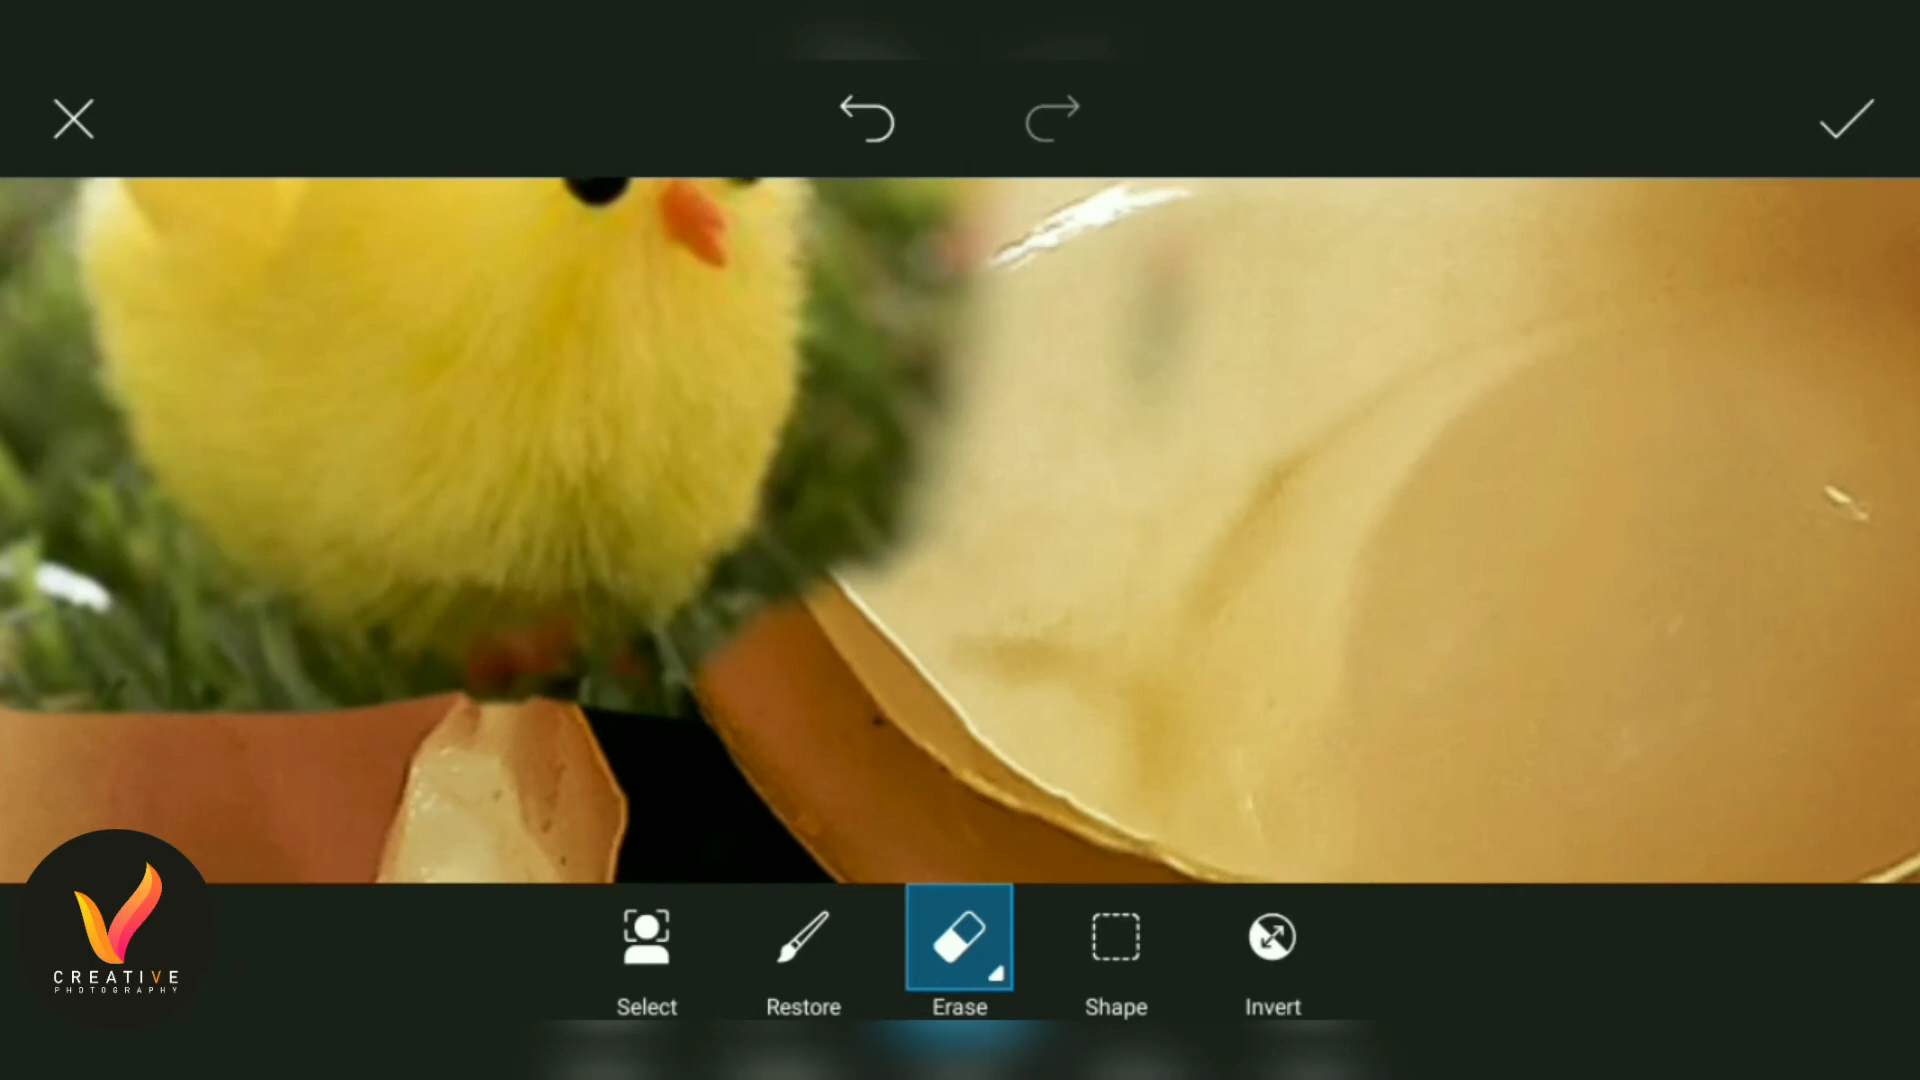 Select
Restore
Erase
Shape
Invert
CREATIVE
PHOTOGRAPHY